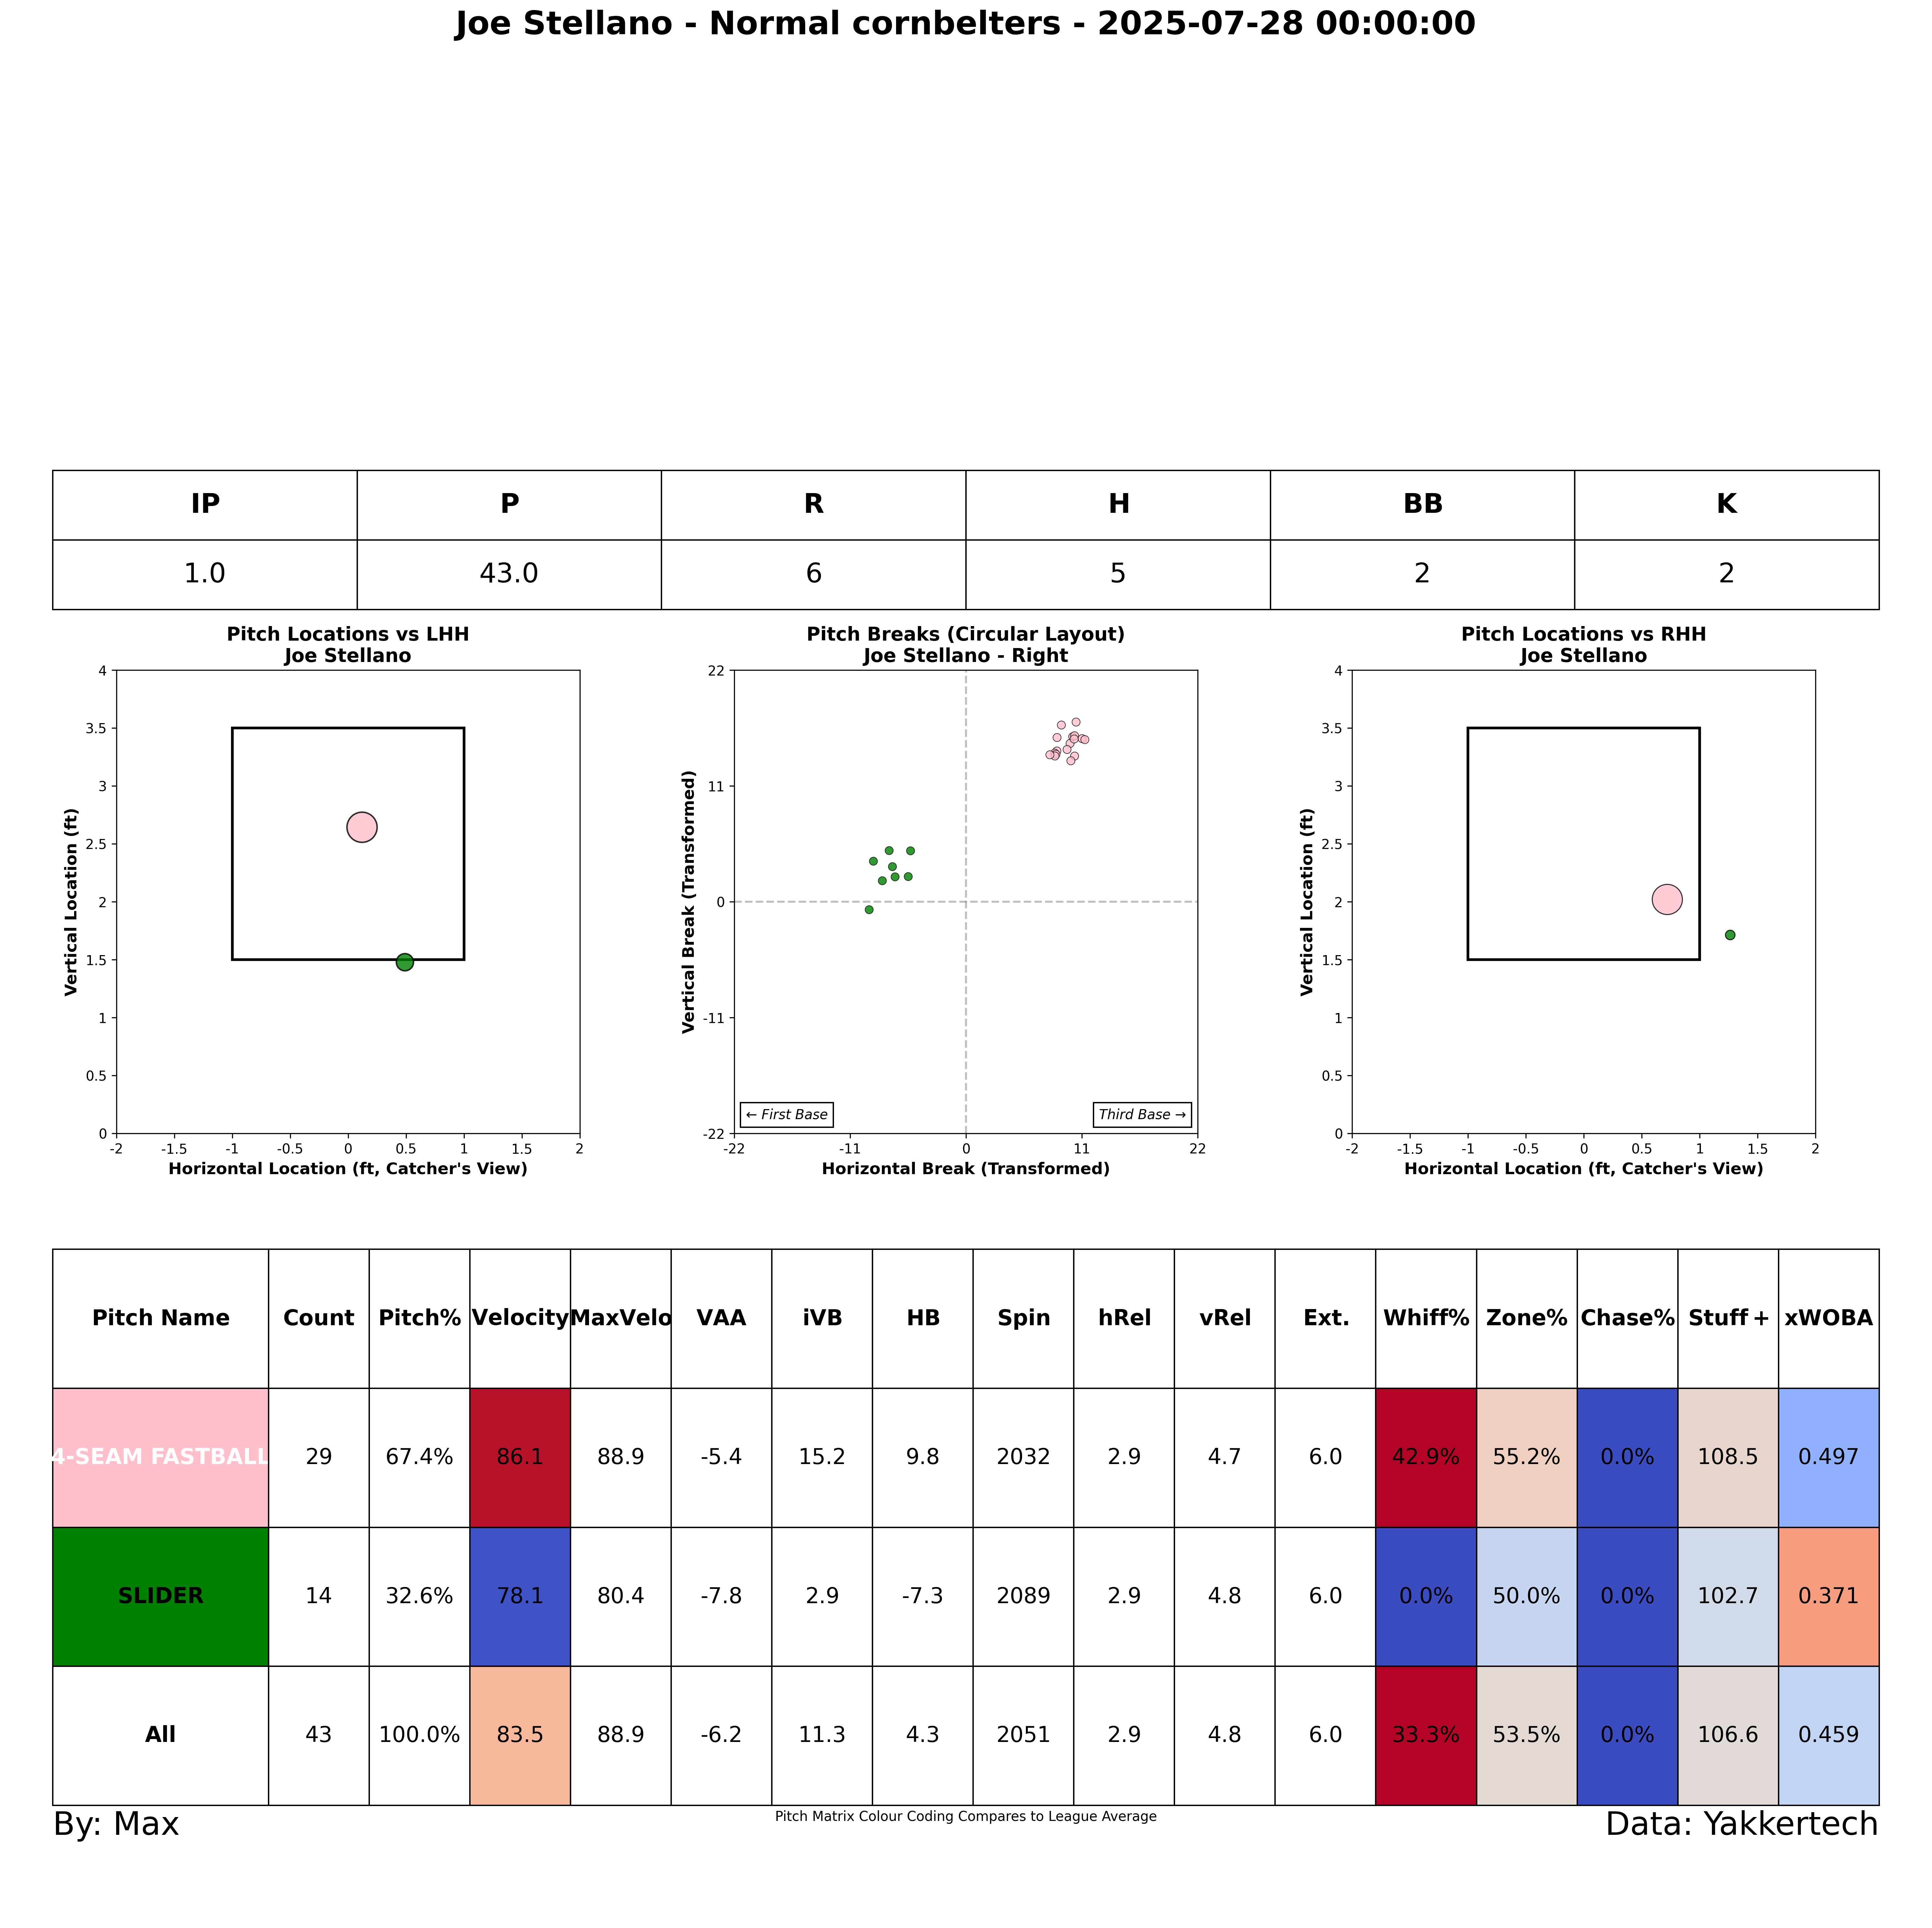 Joe Stellano - Normal cornbelters - 2025-07-28 00:00:00
IP P R H BB K
1.0 43.0 6 5 2 2
Pitch Locations vs LHH
Joe Stellano
4
3.5
3
2.5
2
1.5
1
0.5
0
Vertical Location (ft)
-2 -1.5 -1 -0.5 0 0.5 1 1.5 2
Horizontal Location (ft, Catcher's View)
Pitch Breaks (Circular Layout)
Joe Stellano - Right
22
11
0
-11
-22
Vertical Break (Transformed)
← First Base
Third Base →
-22 -11 0 11 22
Horizontal Break (Transformed)
Pitch Locations vs RHH
Joe Stellano
4
3.5
3
2.5
2
1.5
1
0.5
0
Vertical Location (ft)
-2 -1.5 -1 -0.5 0 0.5 1 1.5 2
Horizontal Location (ft, Catcher's View)
Pitch Name Count Pitch% Velocity MaxVelo VAA iVB HB Spin hRel vRel Ext. Whiff% Zone% Chase% Stuff+ xWOBA
4-SEAM FASTBALL 29 67.4% 86.1 88.9 -5.4 15.2 9.8 2032 2.9 4.7 6.0 42.9% 55.2% 0.0% 108.5 0.497
SLIDER 14 32.6% 78.1 80.4 -7.8 2.9 -7.3 2089 2.9 4.8 6.0 0.0% 50.0% 0.0% 102.7 0.371
All 43 100.0% 83.5 88.9 -6.2 11.3 4.3 2051 2.9 4.8 6.0 33.3% 53.5% 0.0% 106.6 0.459
By: Max
Pitch Matrix Colour Coding Compares to League Average
Data: Yakkertech